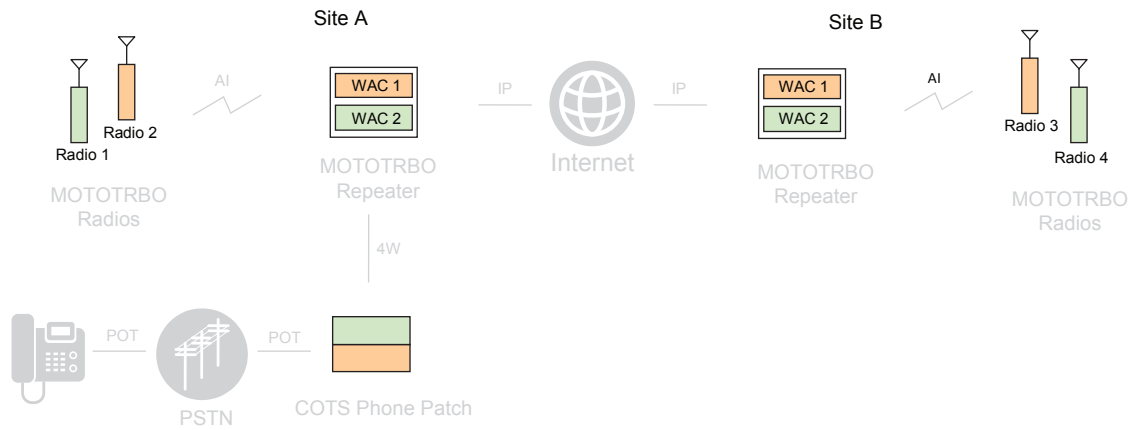 Site A
Site B
AI
WAC 1
WAC 2
IP
IP
WAC 1
WAC 2
AI
Radio 2
Radio 1
Radio 3
Radio 4
MOTOTRBO
Radios
MOTOTRBO
Repeater
Internet
MOTOTRBO
Repeater
MOTOTRBO
Radios
4W
POT
POT
PSTN
COTS Phone Patch